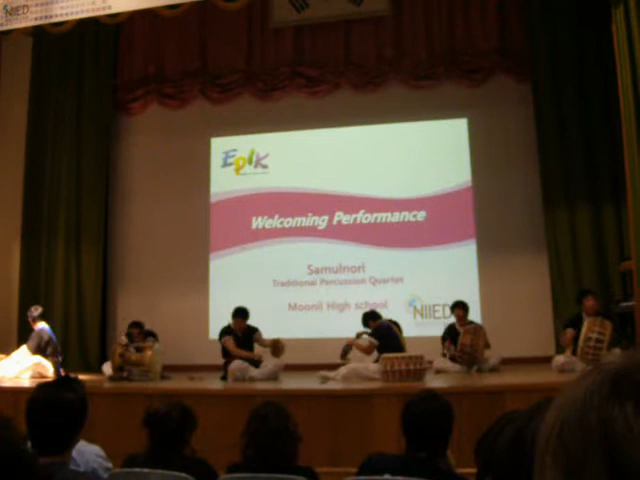 NIIED
EPIK
Welcoming Performance
Samulnori
Traditional Percussion Quartet
Moonil High school
NIIED